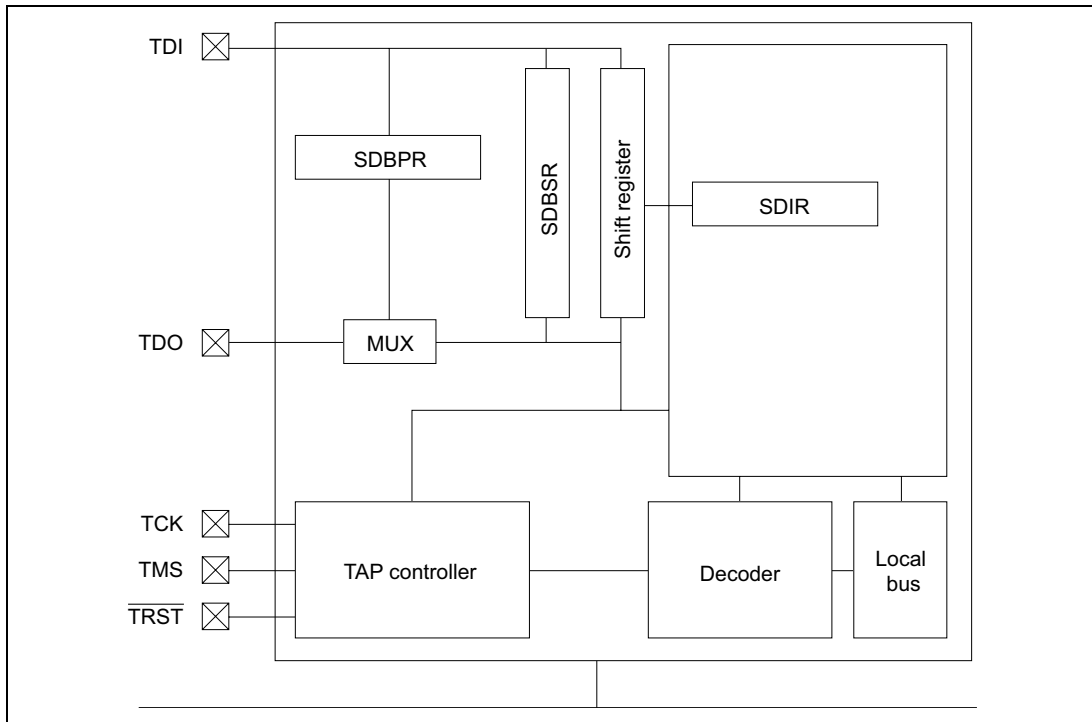 TDI
SDBPR
SDBSR
Shift register
SDIR
TDO
MUX
TCK
TMS
TRST
TAP controller
Decoder
Local
bus